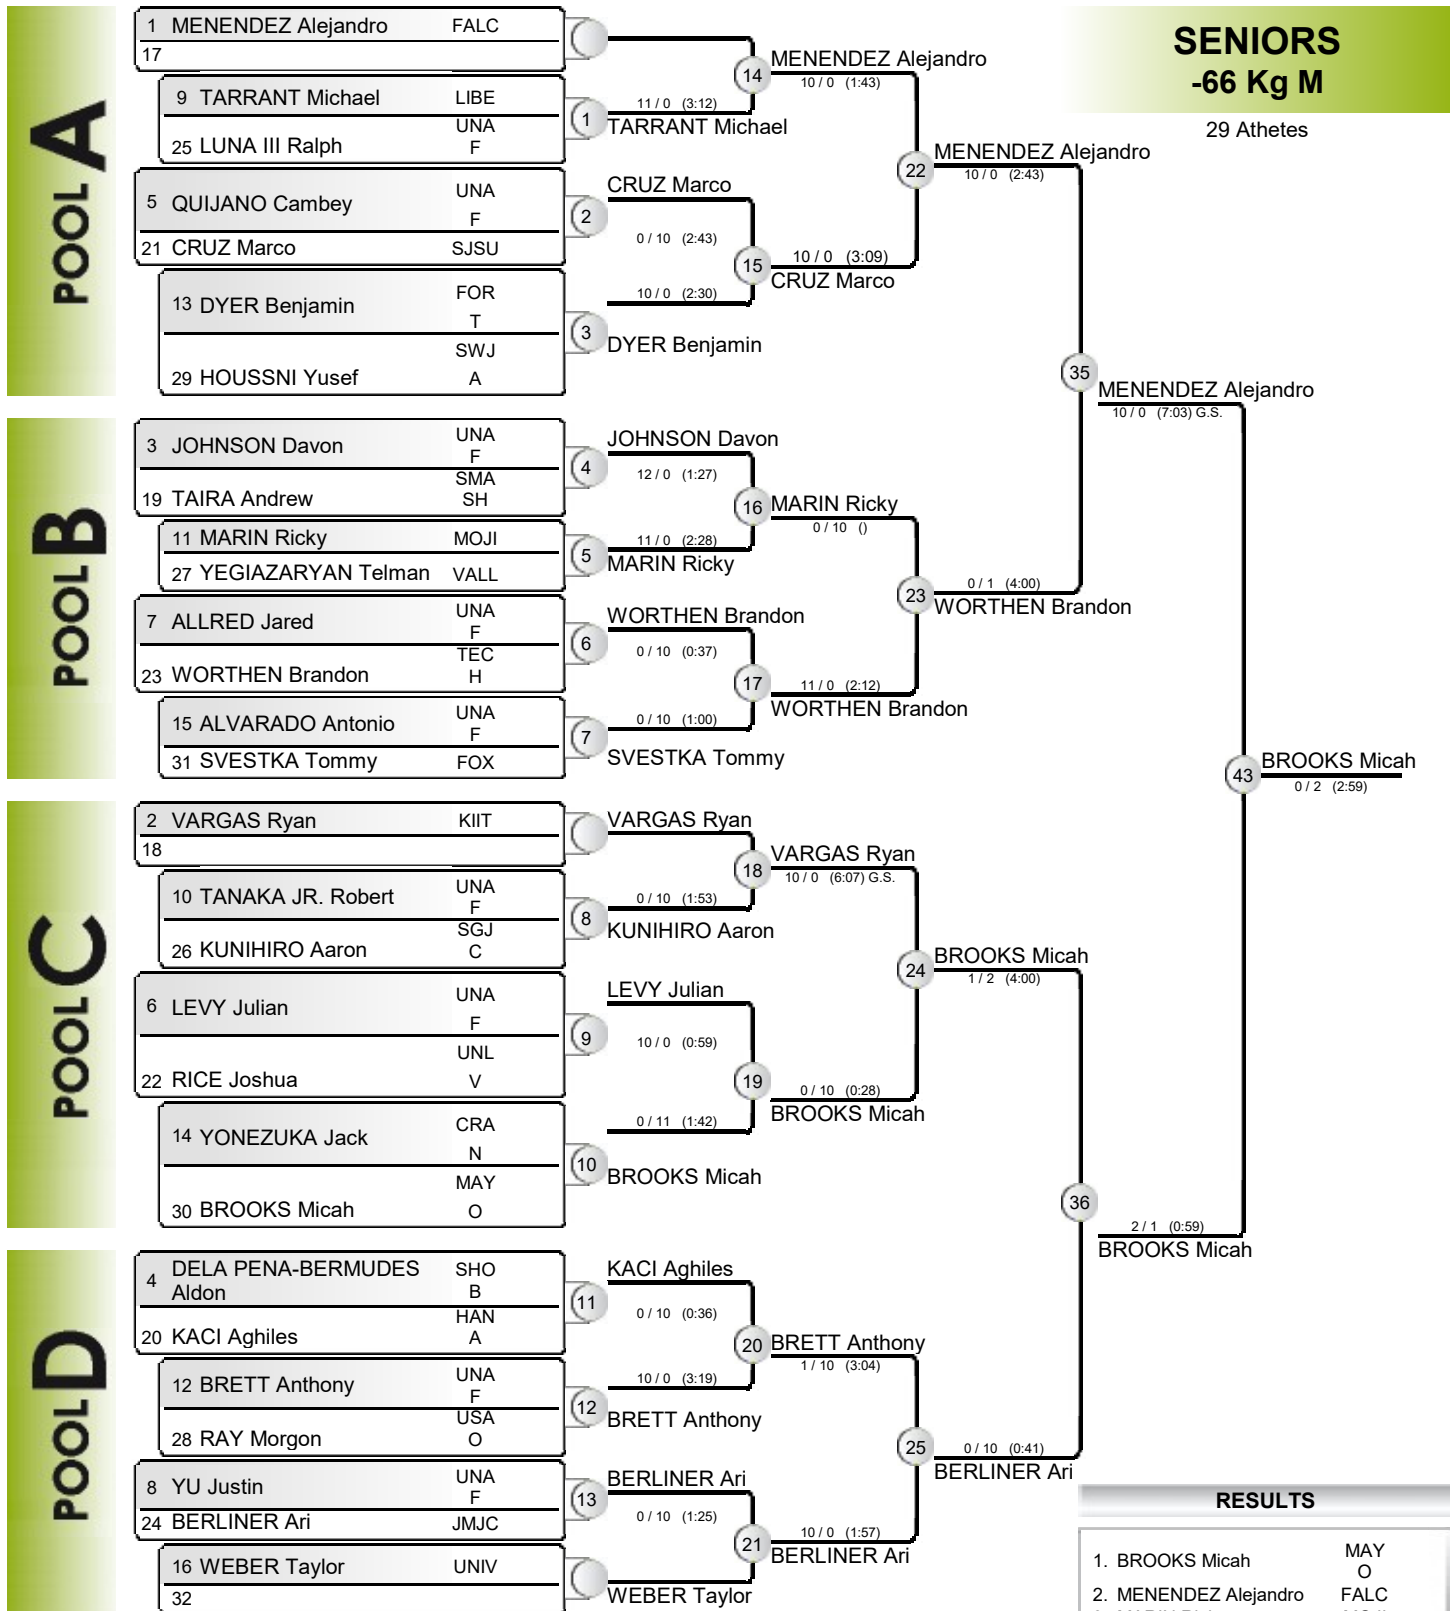 SENIORS
-66 Kg M
29 Athetes
POOL A
1 MENENDEZ Alejandro FALC
17
9 TARRANT Michael LIBE
25 LUNA III Ralph UNA F
5 QUIJANO Cambey UNA F
21 CRUZ Marco SJSU
13 DYER Benjamin FOR T
29 HOUSSNI Yusef SWJ A
1
11 / 0 (3:12)
TARRANT Michael
2
CRUZ Marco
0 / 10 (2:43)
3
10 / 0 (2:30)
DYER Benjamin
14
MENENDEZ Alejandro
10 / 0 (1:43)
15
10 / 0 (3:09)
CRUZ Marco
22
MENENDEZ Alejandro
10 / 0 (2:43)
POOL B
3 JOHNSON Davon UNA F
19 TAIRA Andrew SMA SH
11 MARIN Ricky MOJI
27 YEGIAZARYAN Telman VALL
7 ALLRED Jared UNA F
23 WORTHEN Brandon TEC H
15 ALVARADO Antonio UNA F
31 SVESTKA Tommy FOX
4
JOHNSON Davon
12 / 0 (1:27)
5
11 / 0 (2:28)
MARIN Ricky
6
WORTHEN Brandon
0 / 10 (0:37)
7
0 / 10 (1:00)
SVESTKA Tommy
16
MARIN Ricky
0 / 10 ()
17
11 / 0 (2:12)
WORTHEN Brandon
23
0 / 1 (4:00)
WORTHEN Brandon
35
MENENDEZ Alejandro
10 / 0 (7:03) G.S.
POOL C
2 VARGAS Ryan KIIT
18
10 TANAKA JR. Robert UNA F
26 KUNIHIRO Aaron SGJ C
6 LEVY Julian UNA F
22 RICE Joshua UNL V
14 YONEZUKA Jack CRA N
30 BROOKS Micah MAY O
VARGAS Ryan
8
0 / 10 (1:53)
KUNIHIRO Aaron
9
LEVY Julian
10 / 0 (0:59)
10
0 / 11 (1:42)
BROOKS Micah
18
VARGAS Ryan
10 / 0 (6:07) G.S.
19
0 / 10 (0:28)
BROOKS Micah
24
BROOKS Micah
1 / 2 (4:00)
POOL D
4 DELA PENA-BERMUDES Aldon SHO B
20 KACI Aghiles HAN A
12 BRETT Anthony UNA F
28 RAY Morgon USA O
8 YU Justin UNA F
24 BERLINER Ari JMJC
16 WEBER Taylor UNIV
32
11
KACI Aghiles
0 / 10 (0:36)
12
10 / 0 (3:19)
BRETT Anthony
13
BERLINER Ari
0 / 10 (1:25)
WEBER Taylor
20
BRETT Anthony
1 / 10 (3:04)
21
10 / 0 (1:57)
BERLINER Ari
25
0 / 10 (0:41)
BERLINER Ari
36
2 / 1 (0:59)
BROOKS Micah
43
BROOKS Micah
0 / 2 (2:59)
RESULTS
1. BROOKS Micah MAY O
2. MENENDEZ Alejandro FALC